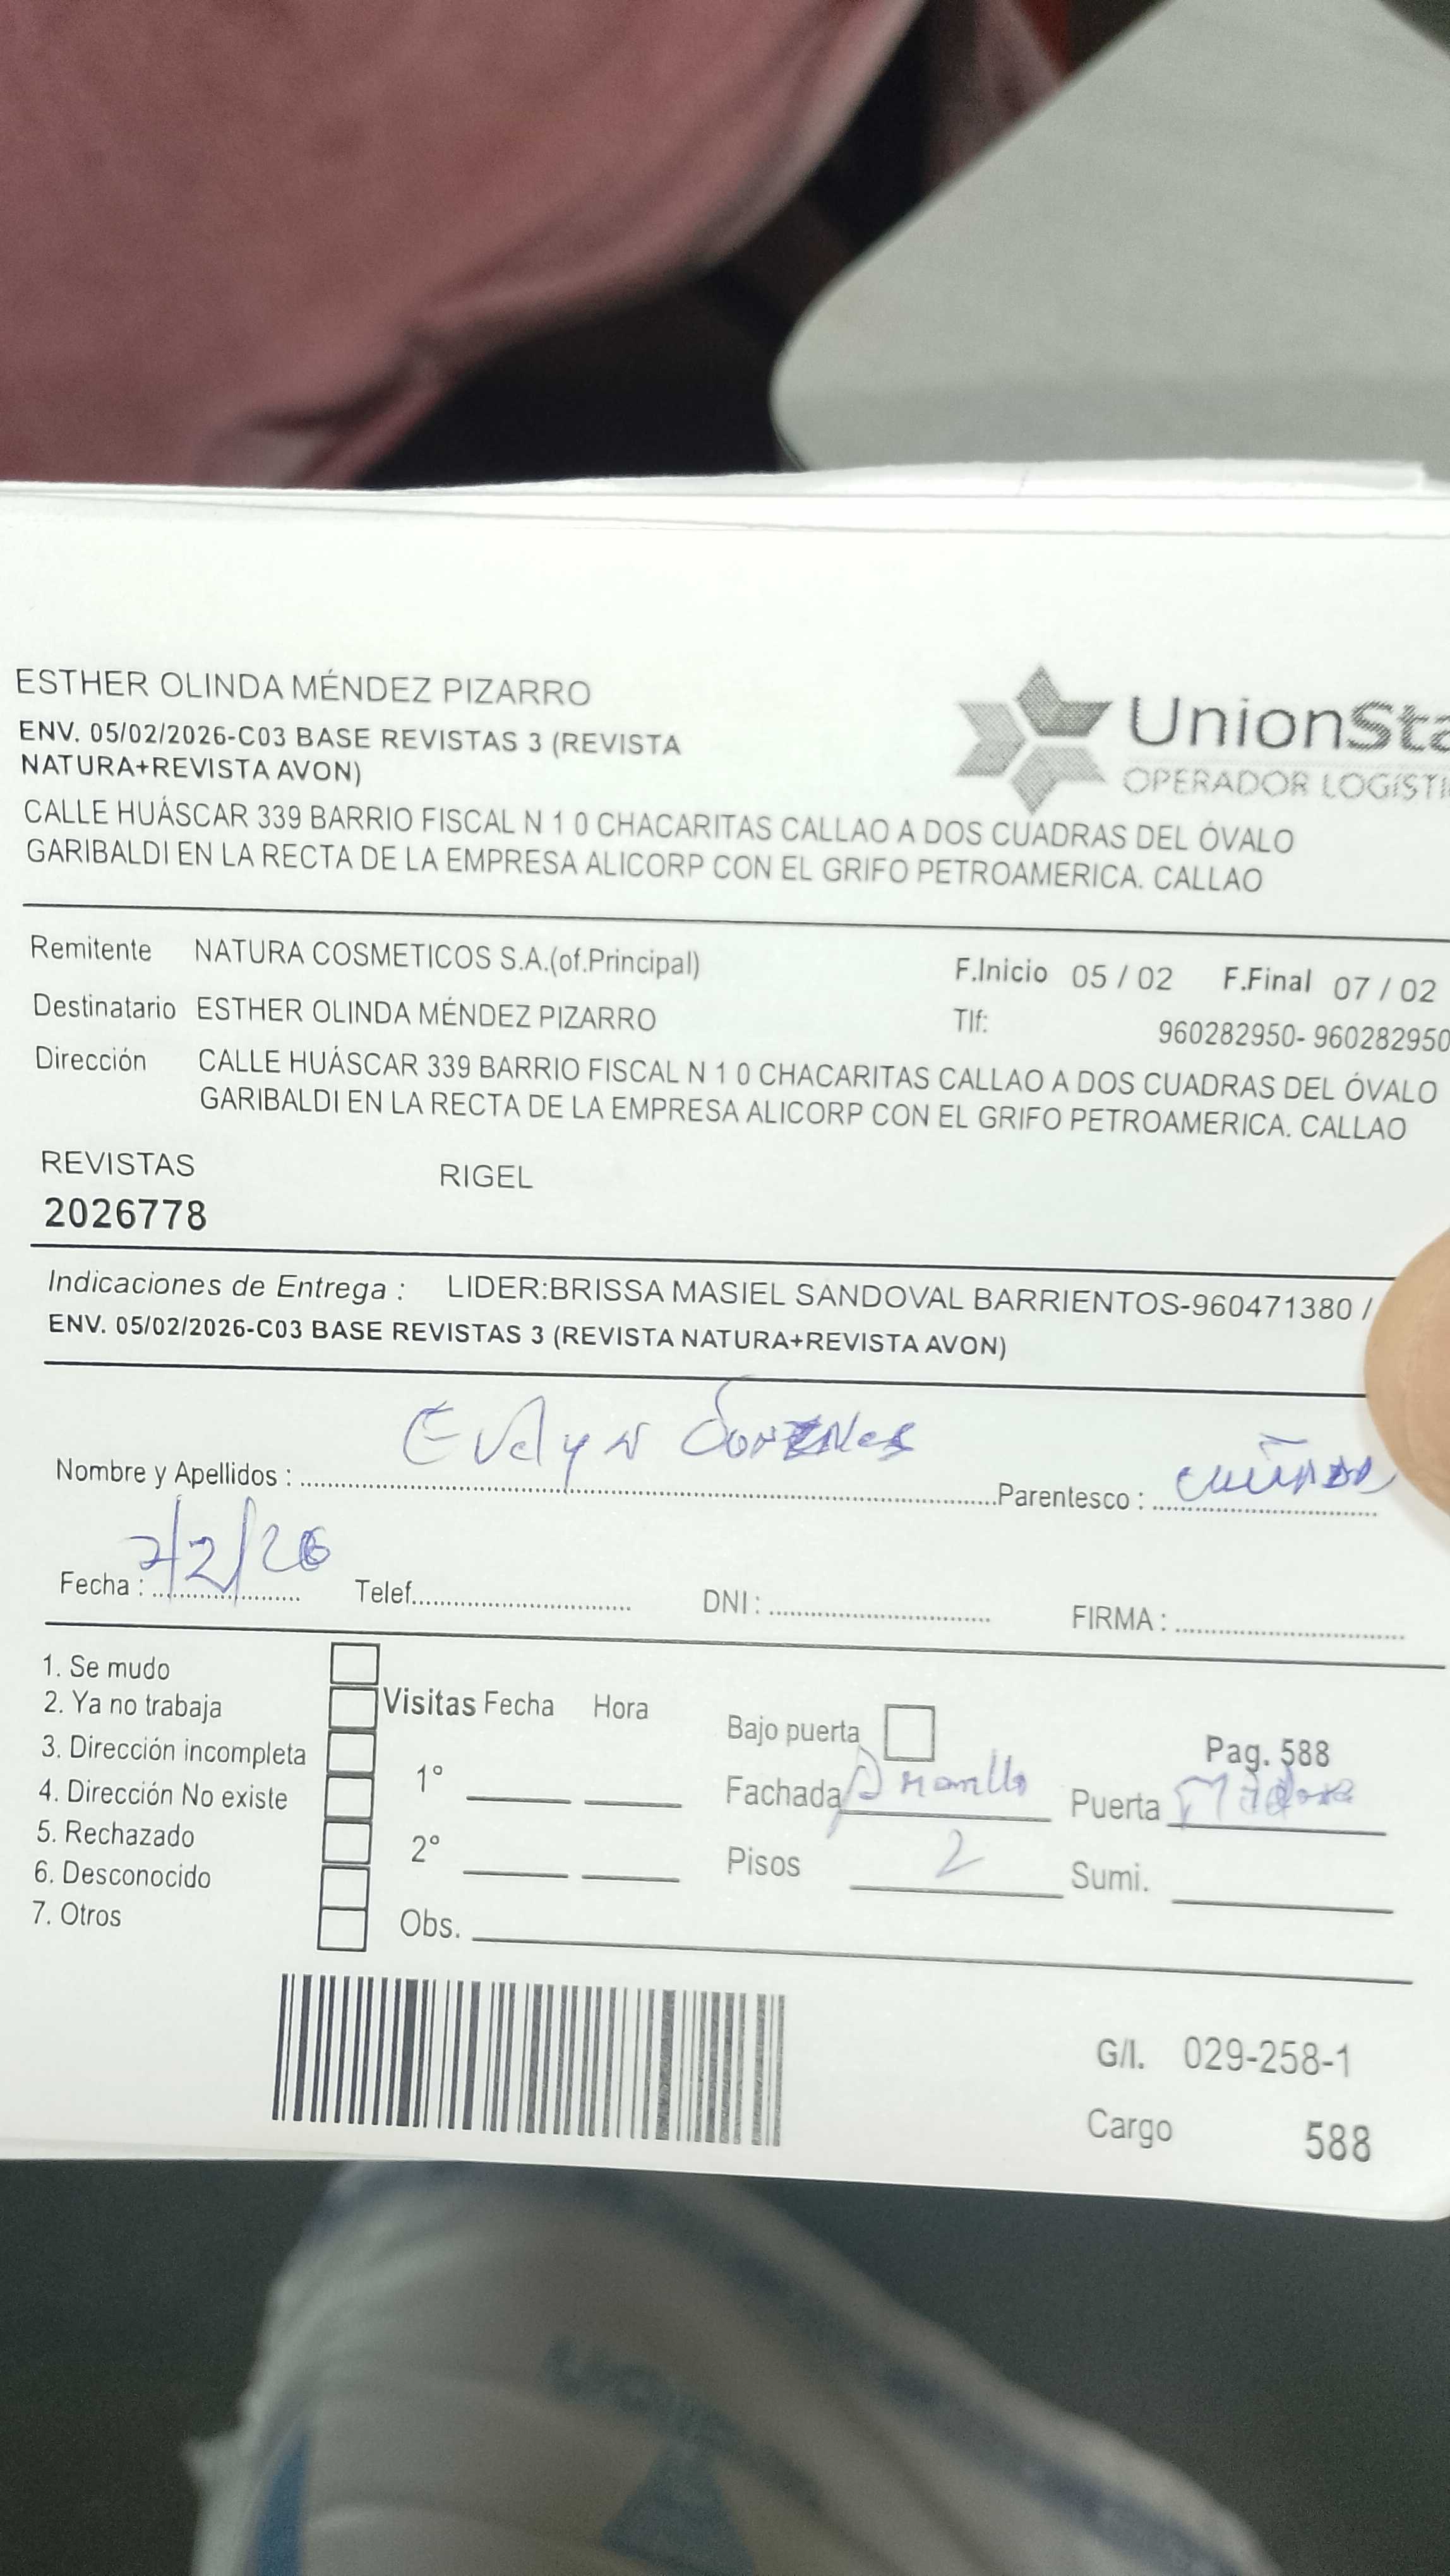 ESTHER OLINDA MÉNDEZ PIZARRO
ENV. 05/02/2026-C03 BASE REVISTAS 3 (REVISTA
NATURA+REVISTA AVON)
CALLE HUÁSCAR 339 BARRIO FISCAL N 1 0 CHACARITAS CALLAO A DOS CUADRAS DEL ÓVALO
GARIBALDI EN LA RECTA DE LA EMPRESA ALICORP CON EL GRIFO PETROAMERICA. CALLAO
UnionSta
OPERADOR LOGÍSTI
Remitente NATURA COSMETICOS S.A.(of.Principal)
F.Inicio 05 / 02 F.Final 07 / 02
Destinatario ESTHER OLINDA MÉNDEZ PIZARRO
Tlf: 960282950- 960282950
Dirección CALLE HUÁSCAR 339 BARRIO FISCAL N 1 0 CHACARITAS CALLAO A DOS CUADRAS DEL ÓVALO
GARIBALDI EN LA RECTA DE LA EMPRESA ALICORP CON EL GRIFO PETROAMERICA. CALLAO
REVISTAS RIGEL
2026778
Indicaciones de Entrega : LIDER:BRISSA MASIEL SANDOVAL BARRIENTOS-960471380 /
ENV. 05/02/2026-C03 BASE REVISTAS 3 (REVISTA NATURA+REVISTA AVON)
Nombre y Apellidos : Evelyn Parentesco : cuñada
Fecha : 7/2/26 Telef. DNI : FIRMA :
1. Se mudo
2. Ya no trabaja
3. Dirección incompleta
4. Dirección No existe
5. Rechazado
6. Desconocido
7. Otros
Visitas Fecha Hora
1°
2°
Obs.
Bajo puerta
Pag. 588
Fachada Amarillo Puerta Madera
Pisos 2 Sumi.
G/I. 029-258-1
Cargo 588